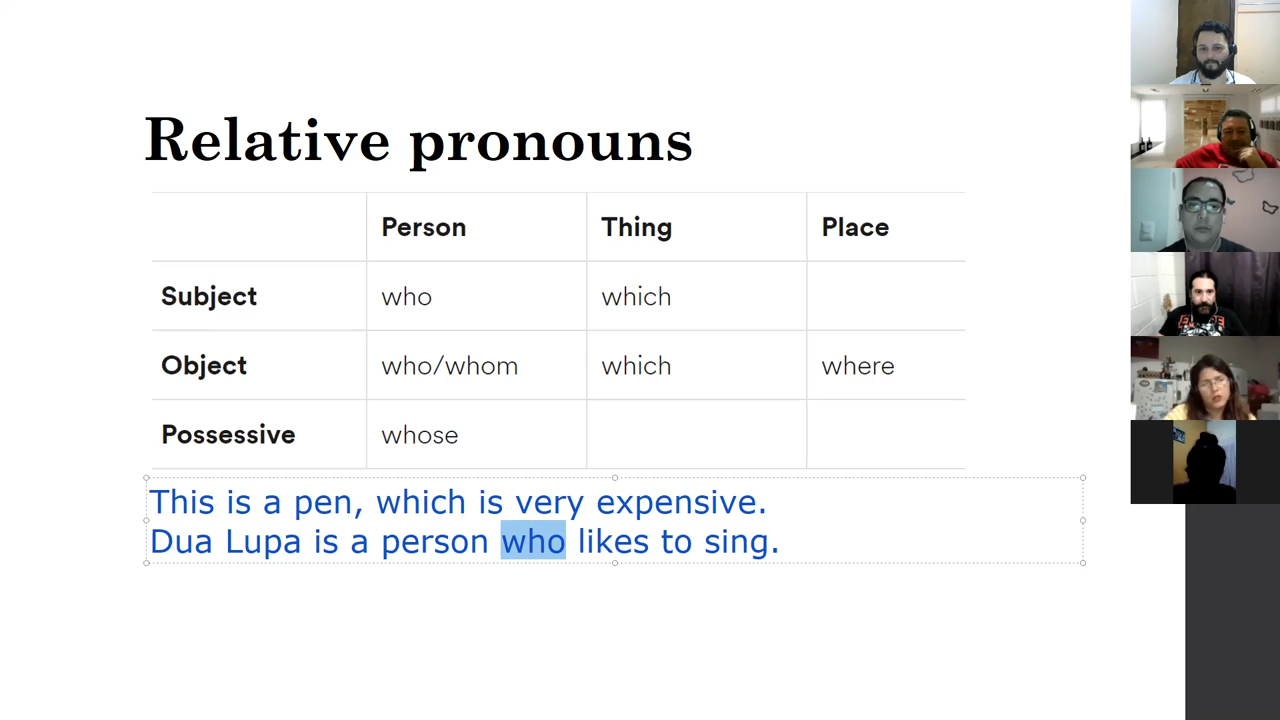 Relative pronouns
Person Thing Place
Subject who which
Object who/whom which where
Possessive whose
This is a pen, which is very expensive.
Dua Lupa is a person who likes to sing.